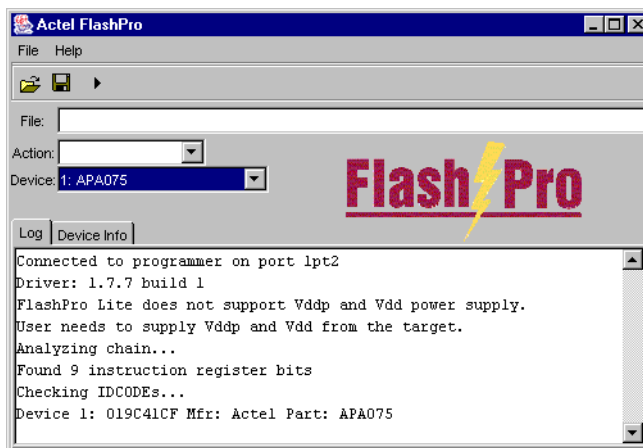 Actel FlashPro
File Help
File:
Action:
Device: 1: APA075
Flash Pro
Log Device Info
Connected to programmer on port lpt2
Driver: 1.7.7 build 1
FlashPro Lite does not support Vddp and Vdd power supply.
User needs to supply Vddp and Vdd from the target.
Analyzing chain...
Found 9 instruction register bits
Checking IDCODEs...
Device 1: 019C41CF Mfr: Actel Part: APA075